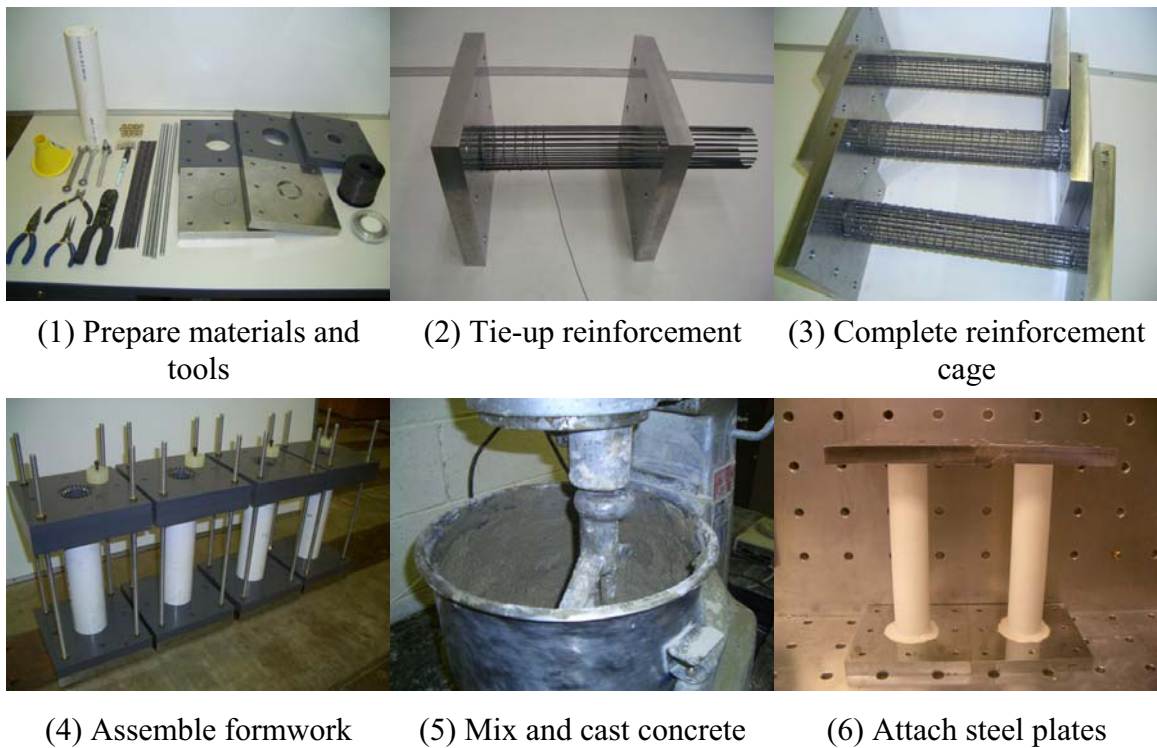 (1) Prepare materials and
tools
(2) Tie-up reinforcement
(3) Complete reinforcement
cage
(4) Assemble formwork
(5) Mix and cast concrete
(6) Attach steel plates